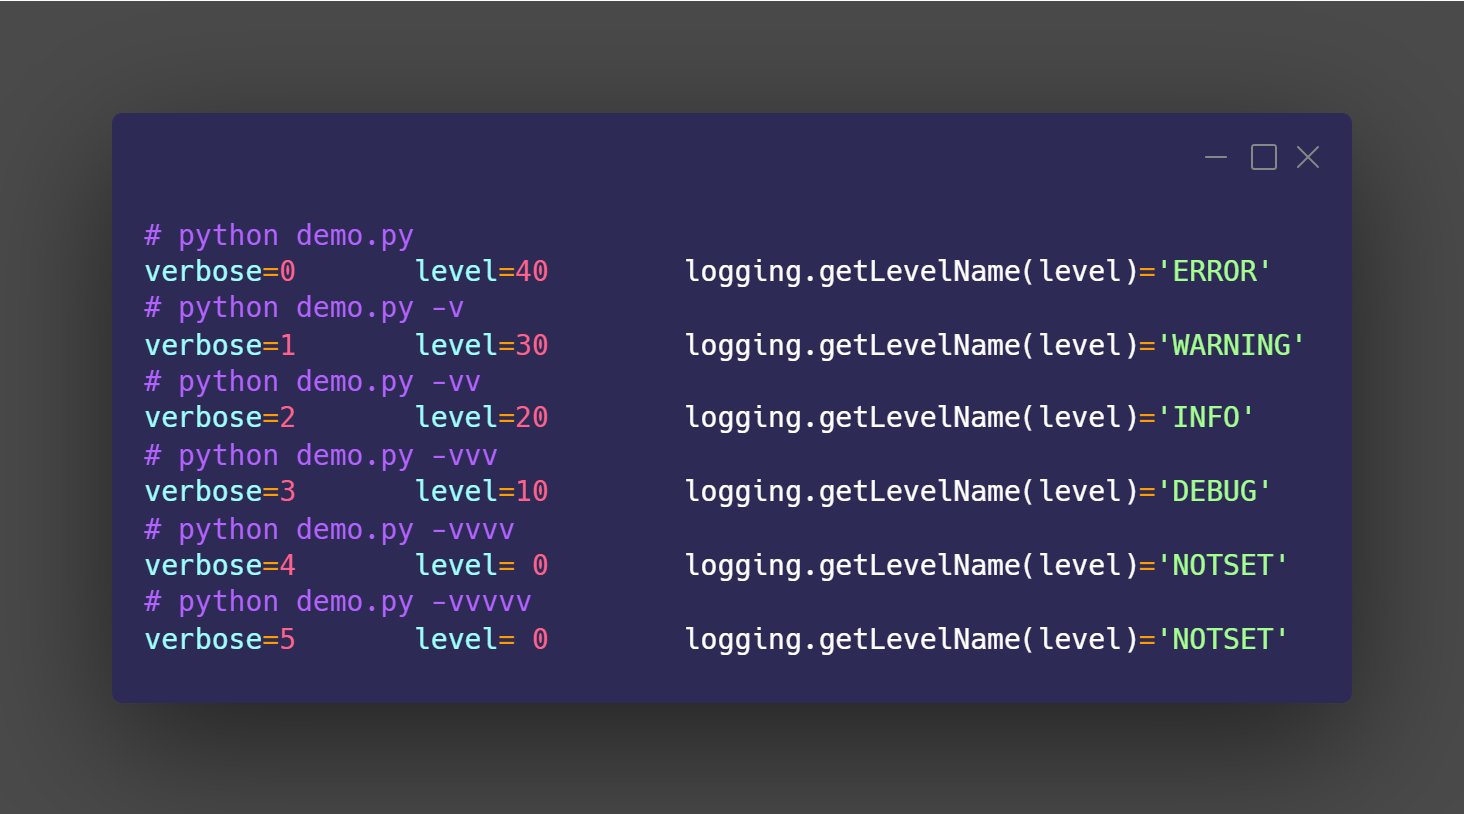 # python demo.py
verbose=0       level=40        logging.getLevelName(level)='ERROR'
# python demo.py -v
verbose=1       level=30        logging.getLevelName(level)='WARNING'
# python demo.py -vv
verbose=2       level=20        logging.getLevelName(level)='INFO'
# python demo.py -vvv
verbose=3       level=10        logging.getLevelName(level)='DEBUG'
# python demo.py -vvvv
verbose=4       level= 0        logging.getLevelName(level)='NOTSET'
# python demo.py -vvvvv
verbose=5       level= 0        logging.getLevelName(level)='NOTSET'